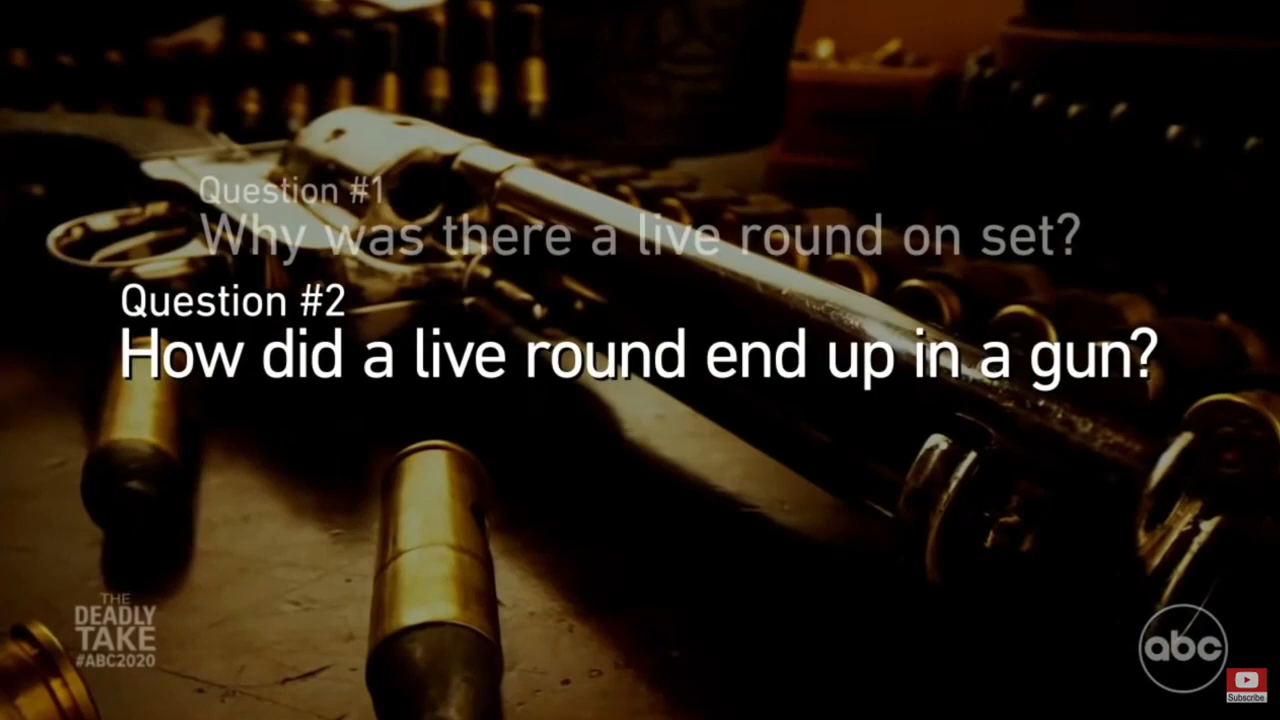 Question #1
Why was there a live round on set?
Question #2
How did a live round end up in a gun?
THE
DEADLY
TAKE
#ABC2020
abc
Subscribe